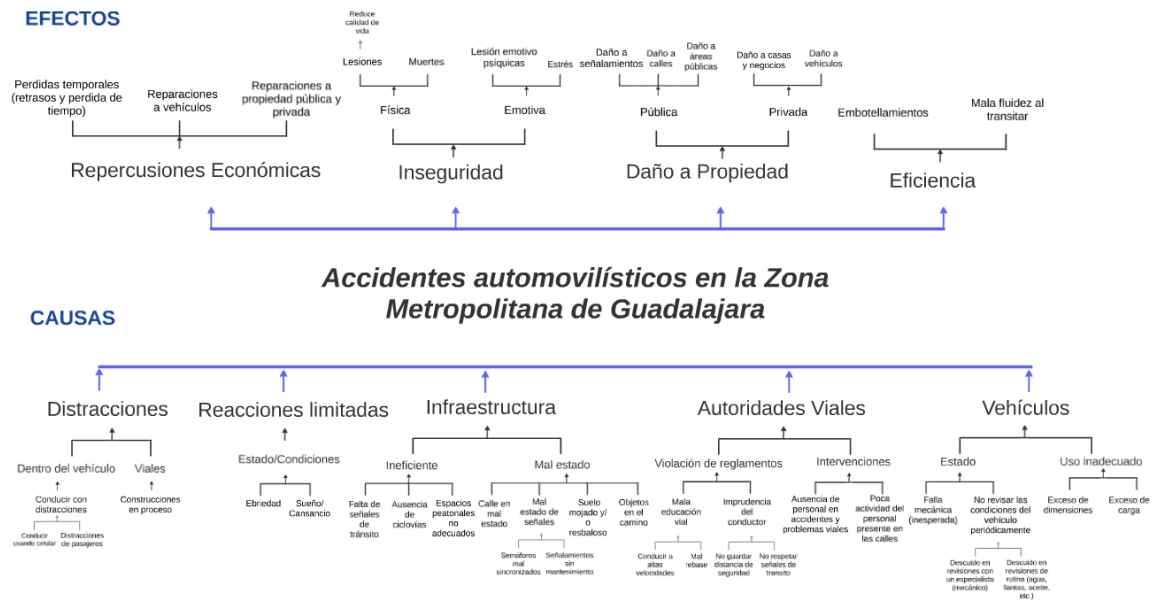 EFECTOS
Reduce
calidad de
vida
Lesiones
Muertes
Lesión emotivo
psíquicas
Estrés
Daño a
señalamientos
Daño a
calles
Daño a
áreas
públicas
Daño a casas
y negocios
Daño a
vehículos
Perdidas temporales
(retrasos y perdida de
tiempo)
Reparaciones
a vehículos
Reparaciones a
propiedad pública y
privada
Física
Emotiva
Pública
Privada
Embotellamientos
Mala fluidez al
transitar
Repercusiones Económicas
Inseguridad
Daño a Propiedad
Eficiencia
Accidentes automovilísticos en la Zona
Metropolitana de Guadalajara
CAUSAS
Distracciones
Reacciones limitadas
Infraestructura
Autoridades Viales
Vehículos
Dentro del vehículo
Viales
Estado/Condiciones
Ineficiente
Mal estado
Violación de reglamentos
Intervenciones
Estado
Uso inadecuado
Conducir con
distracciones
Construcciones
en proceso
Ebriedad
Sueño/
Cansancio
Falta de
señales
de
tránsito
Ausencia
de
ciclovías
Espacios
peatonales
no
adecuados
Calle en
mal
estado
Mal
estado de
señales
Suelo
mojado y/
o
resbaloso
Objetos
en el
camino
Mala
educación
vial
Imprudencia
del
conductor
Ausencia de
personal en
accidentes y
problemas viales
Poca
actividad del
personal
presente en
las calles
Falla
mecánica
(inesperada)
No revisar las
condiciones del
vehículo
periódicamente
Exceso de
dimensiones
Exceso de
carga
Conducir
usando celular
Distracciones
de pasajeros
Semáforos
mal
sincronizados
Señalamientos
sin
mantenimiento
Conducir a
altas
velocidades
Mal
rebase
No guardar
distancia de
seguridad
No respetar
señales de
transito
Descuido en
revisiones con
un especialista
(mecánico)
Descuido en
revisiones de
rutina (agua,
llantas, aceite,
etc.)